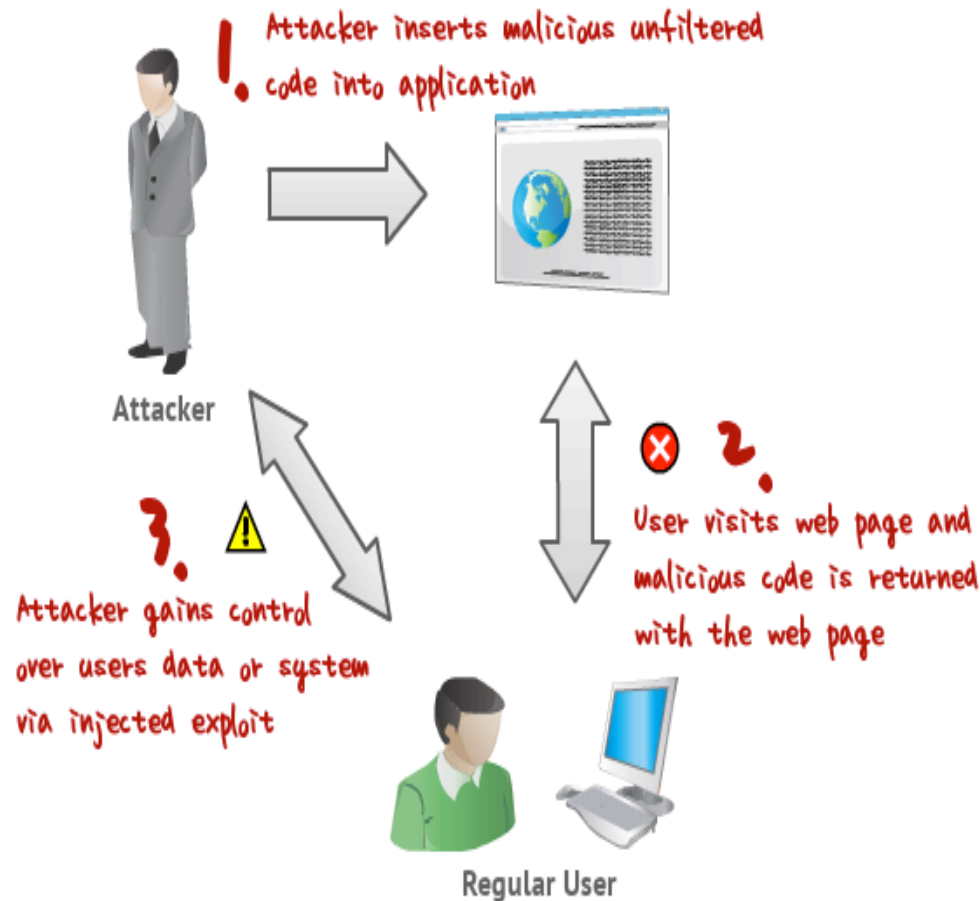 1. Attacker inserts malicious unfiltered
code into application
Attacker
2.
User visits web page and
malicious code is returned
with the web page
3.
Attacker gains control
over users data or system
via injected exploit
Regular User